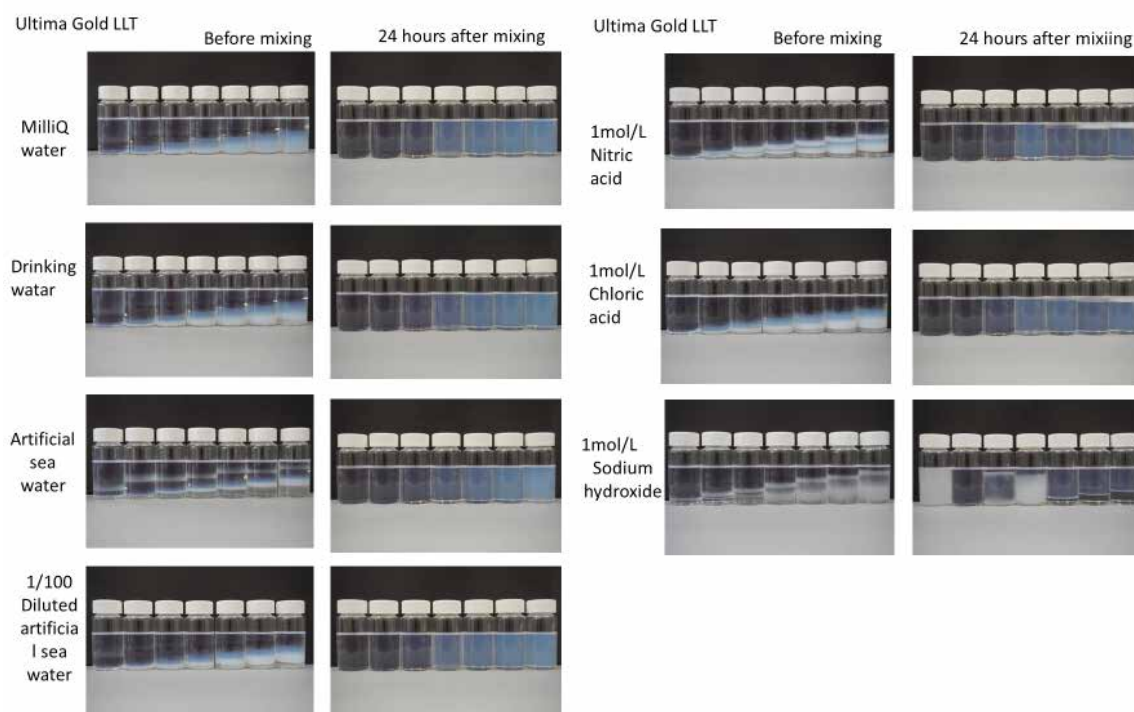 Ultima Gold LLT
Before mixing
24 hours after mixing
MilliQ
water
Drinking
watar
Artificial
sea
water
1/100
Diluted
artificia
l sea
water
Ultima Gold LLT
Before mixing
24 hours after mixiing
1mol/L
Nitric
acid
1mol/L
Chloric
acid
1mol/L
Sodium
hydroxide